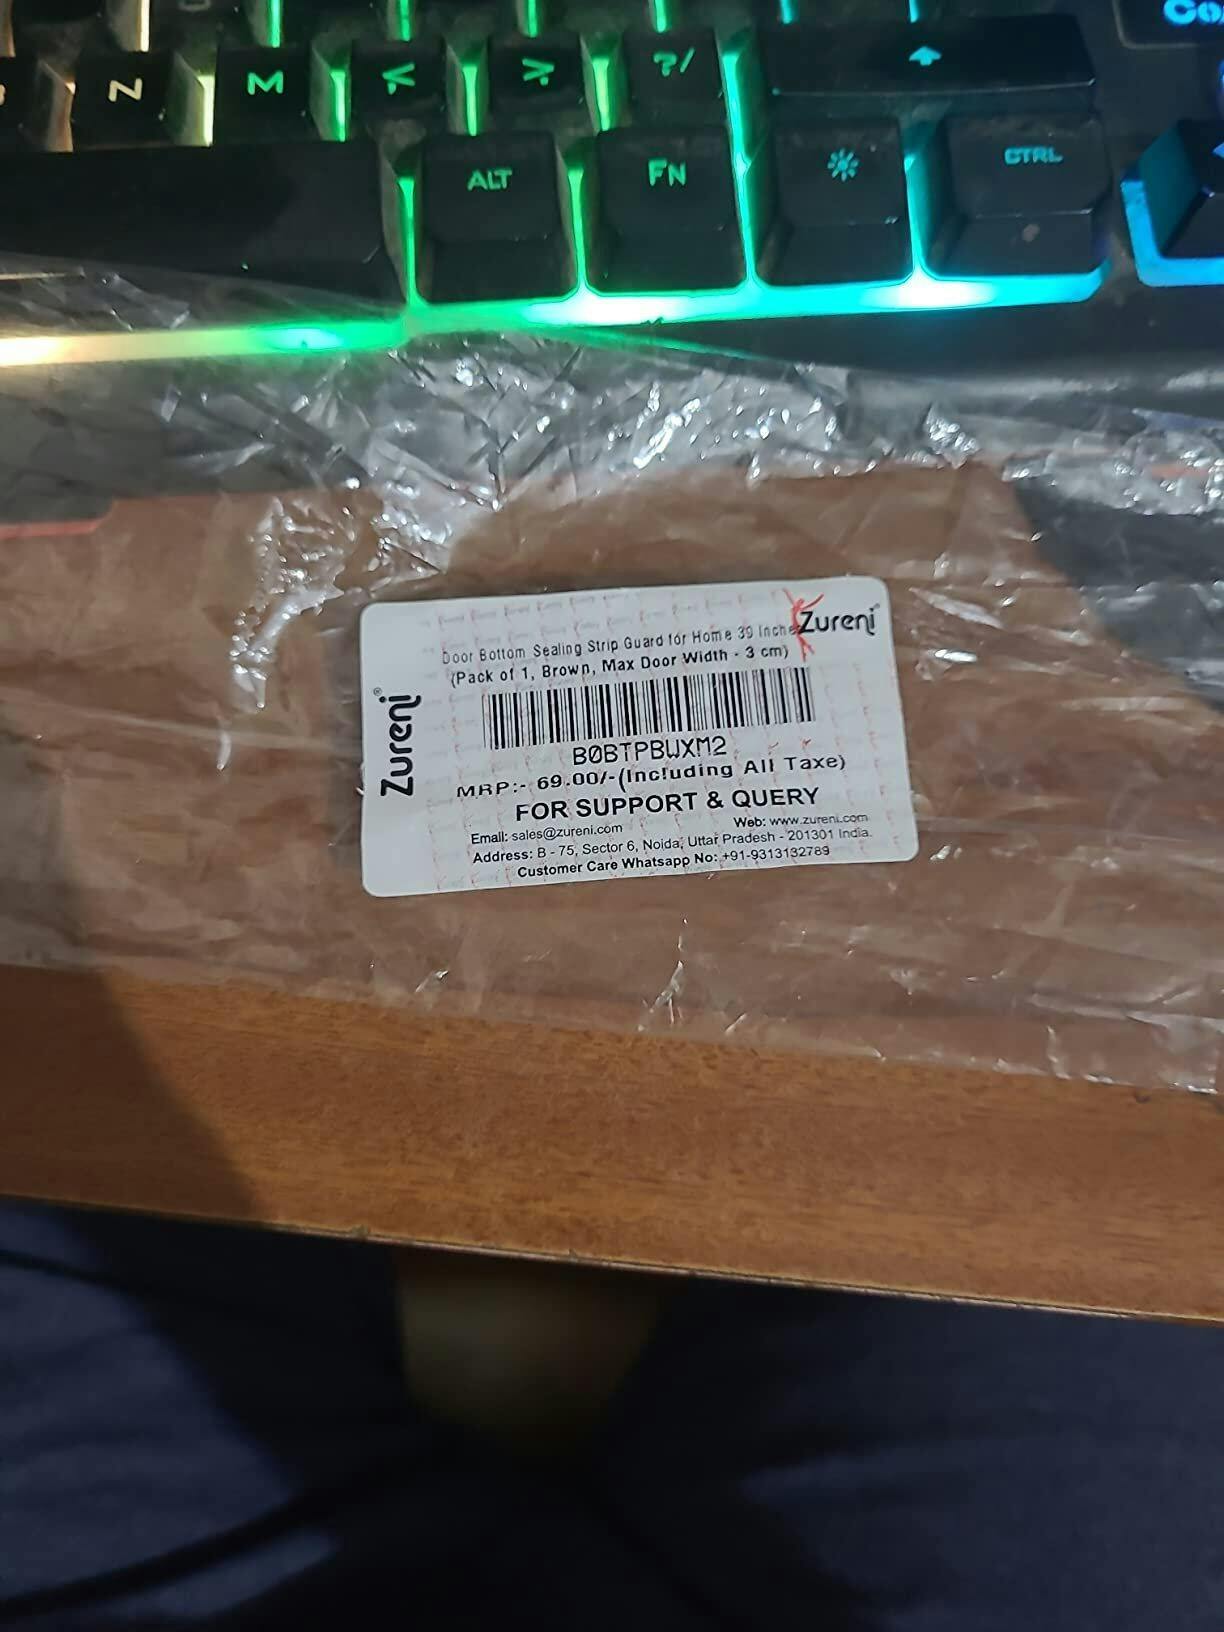 N M < > . ?/
ALT FN CTRL
Zureni®
Door Bottom Sealing Strip Guard for Home 39 Inche
Zureni
(Pack of 1, Brown, Max Door Width - 3 cm)
B0BTPBWXM2
MRP:- 69.00/-(Including All Taxe)
FOR SUPPORT & QUERY
Email: sales@zureni.com Web: www.zureni.com
Address: B - 75, Sector 6, Noida, Uttar Pradesh - 201301 India.
Customer Care Whatsapp No: +91-9313132789